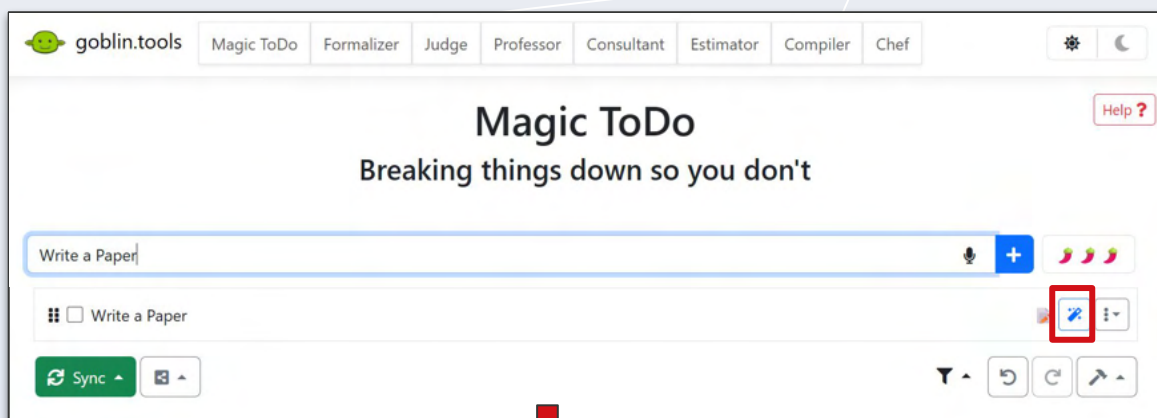 goblin.tools Magic ToDo Formalizer Judge Professor Consultant Estimator Compiler Chef
Help ?
Magic ToDo
Breaking things down so you don't
Write a Paper
Write a Paper
Sync